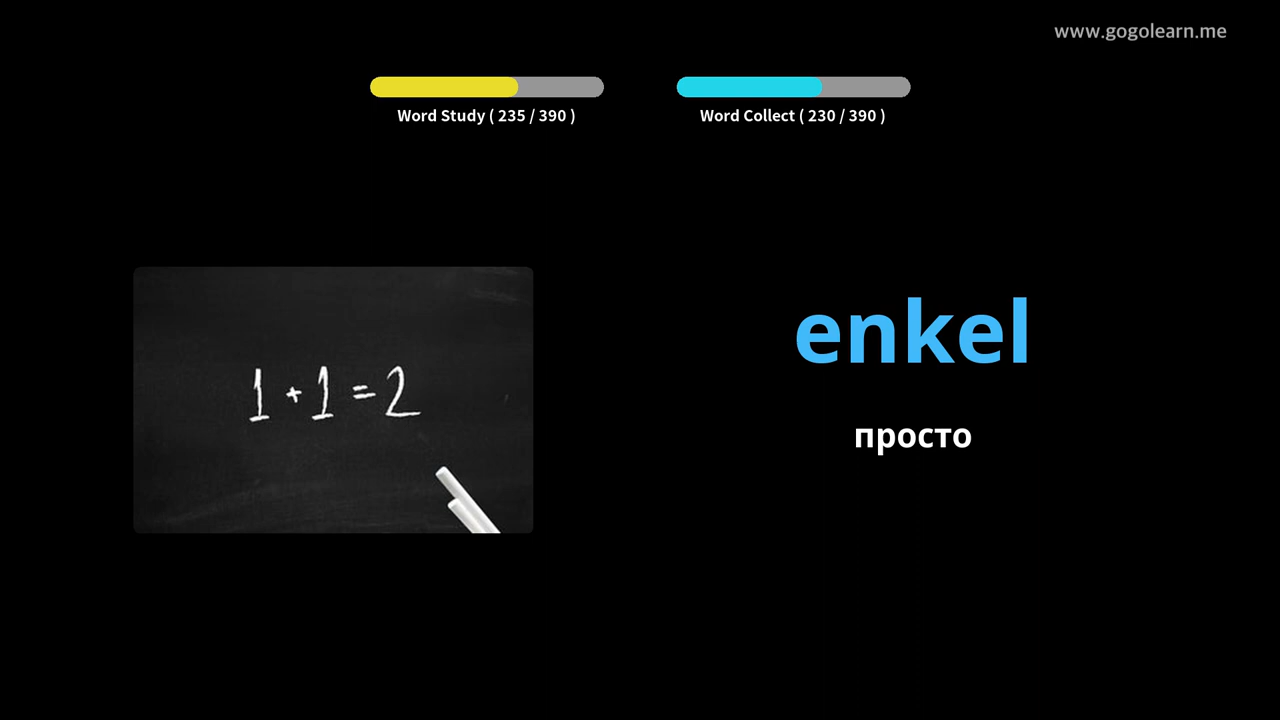 www.gogolearn.me
Word Study ( 235 / 390 )
Word Collect ( 230 / 390 )
1 + 1 = 2
enkel
просто